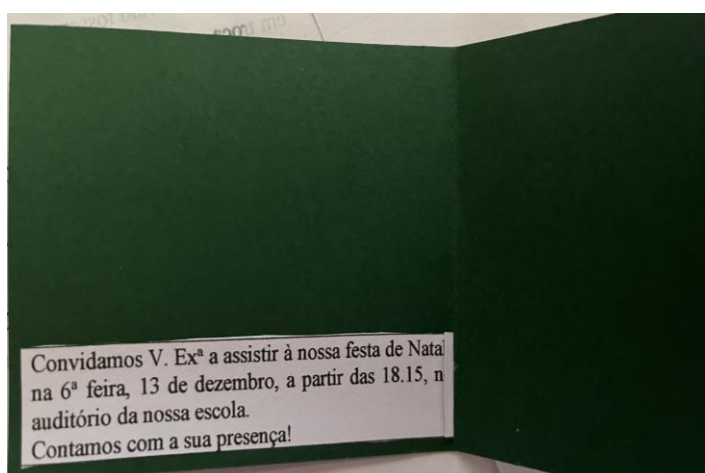 Convidamos V. Exª a assistir à nossa festa de Natal
na 6ª feira, 13 de dezembro, a partir das 18.15, n
auditório da nossa escola.
Contamos com a sua presença!